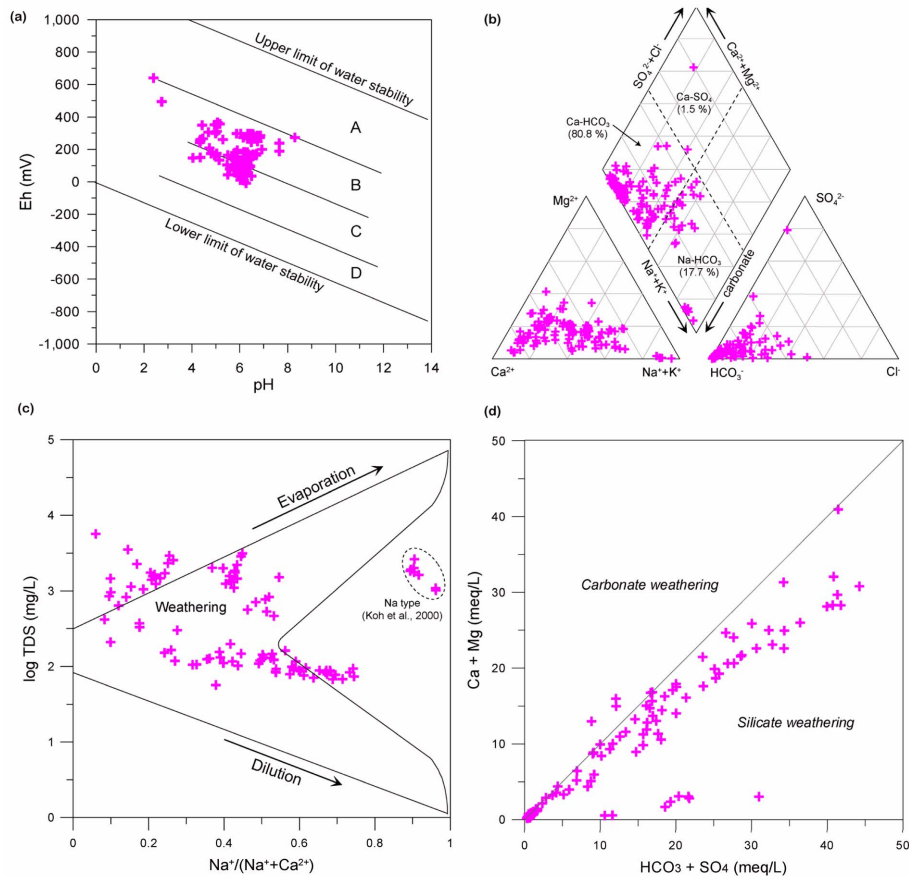 (a)
1,000
800
600
400
200
0
-200
-400
-600
-800
-1,000
Eh (mV)
0 2 4 6 8 10 12 14
pH
Upper limit of water stability
A
B
C
D
Lower limit of water stability
(b)
SO₄²⁻+Cl⁻
Ca²⁺+Mg²⁺
Ca-SO₄
(1.5 %)
Ca-HCO₃
(80.8 %)
Mg²⁺
SO₄²⁻
Na-HCO₃
(17.7 %)
Na⁺+K⁺
carbonate
Ca²⁺
Na⁺+K⁺
HCO₃⁻
Cl⁻
(c)
5
4
3
2
1
0
log TDS (mg/L)
0 0.2 0.4 0.6 0.8 1
Na⁺/(Na⁺+Ca²⁺)
Evaporation
Weathering
Na type
(Koh et al., 2000)
Dilution
(d)
50
40
30
20
10
0
Ca + Mg (meq/L)
0 10 20 30 40 50
HCO₃ + SO₄ (meq/L)
Carbonate weathering
Silicate weathering